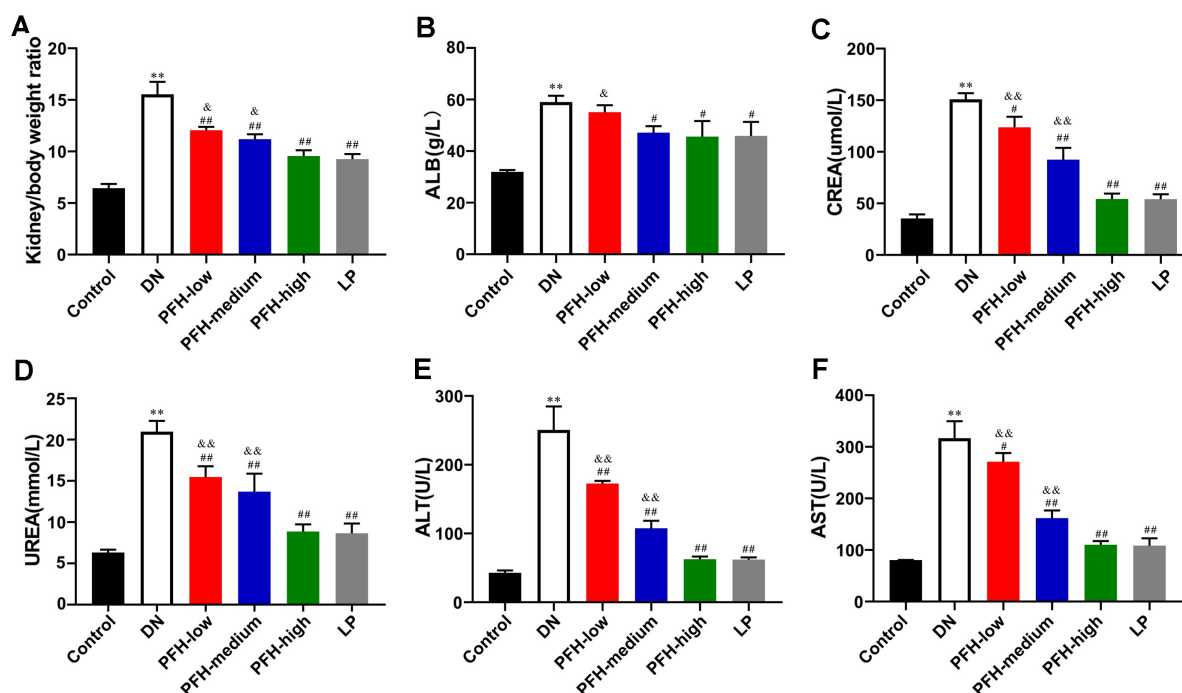 A
Kidney/body weight ratio
20
15
10
5
0
**
&
##
&
##
##
##
Control
DN
PFH-low
PFH-medium
PFH-high
LP
B
ALB(g/L)
80
60
40
20
0
**
&
#
#
#
Control
DN
PFH-low
PFH-medium
PFH-high
LP
C
CREA(umol/L)
200
150
100
50
0
**
&&
#
&&
##
##
##
Control
DN
PFH-low
PFH-medium
PFH-high
LP
D
UREA(mmol/L)
25
20
15
10
5
0
**
&&
##
&&
##
##
##
Control
DN
PFH-low
PFH-medium
PFH-high
LP
E
ALT(U/L)
300
200
100
0
**
&&
##
&&
##
##
##
Control
DN
PFH-low
PFH-medium
PFH-high
LP
F
AST(U/L)
400
300
200
100
0
**
&&
#
&&
##
##
##
Control
DN
PFH-low
PFH-medium
PFH-high
LP